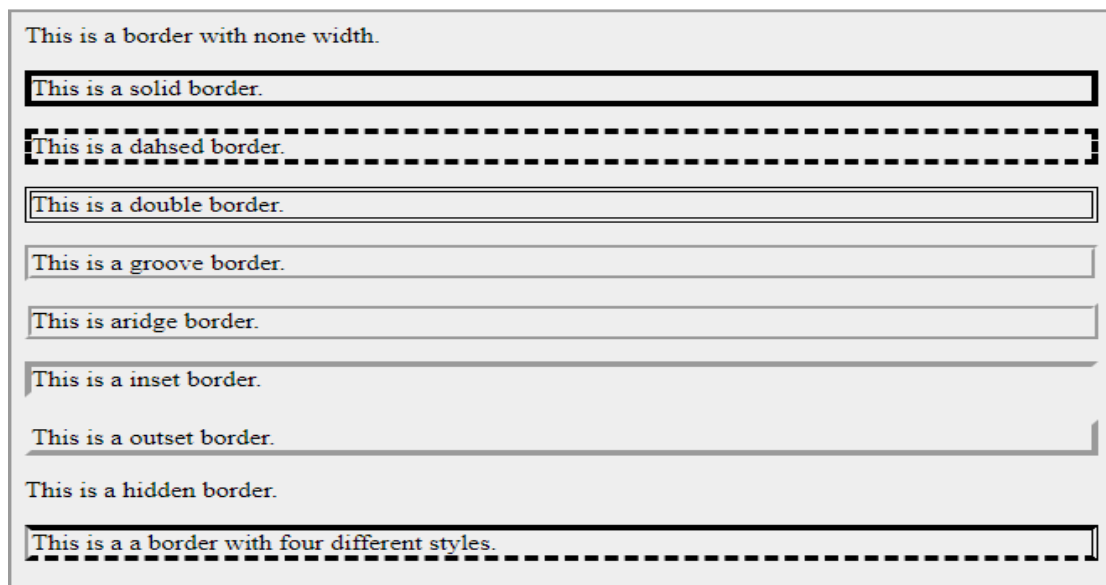 This is a border with none width.
This is a solid border.
This is a dahsed border.
This is a double border.
This is a groove border.
This is aridge border.
This is a inset border.
This is a outset border.
This is a hidden border.
This is a a border with four different styles.